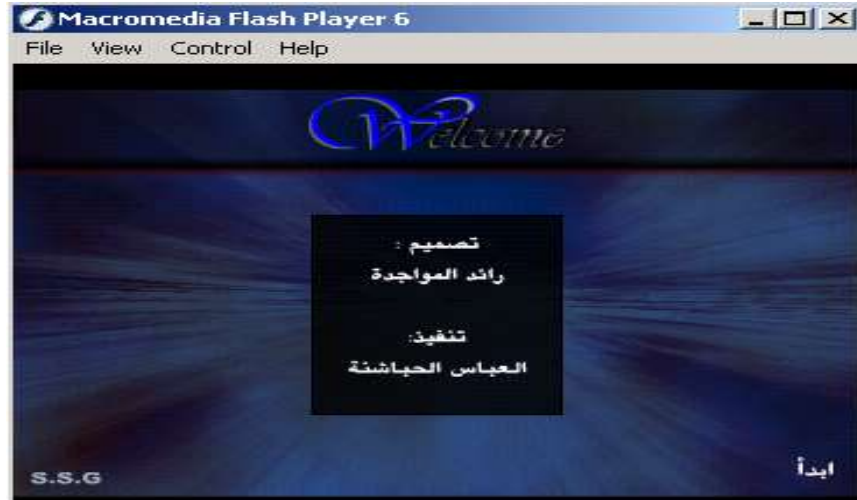 Macromedia Flash Player 6
File View Control Help
Welcome
تصميم :
رائد المواجدة
تنفيذ:
العباس الحباشنة
ابدأ
S.S.G